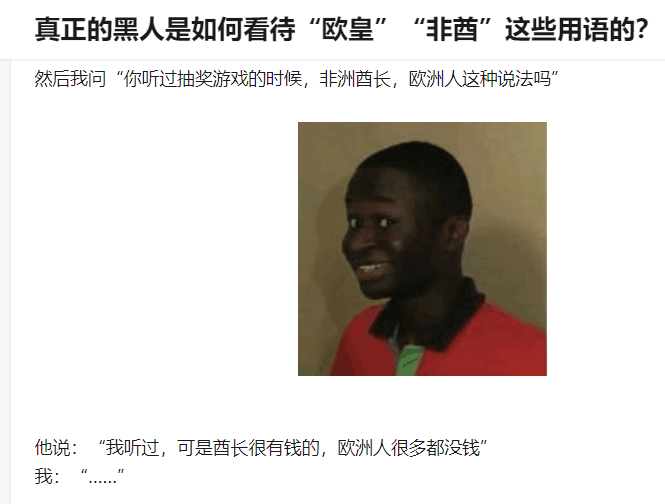 真正的黑人是如何看待“欧皇”“非酋”这些用语的？
然后我问“你听过抽奖游戏的时候，非洲酋长，欧洲人这种说法吗”
他说：“我听过，可是酋长很有钱的，欧洲人很多都没钱”
我：“……”